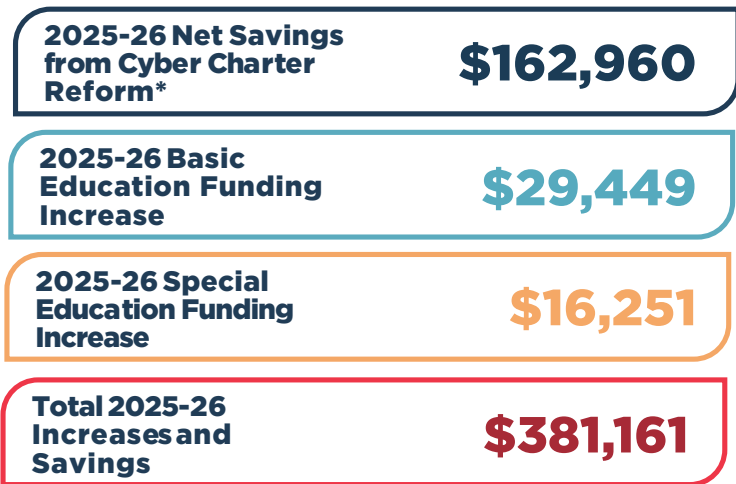 2025-26 Net Savings
from Cyber Charter
Reform*
$162,960
2025-26 Basic
Education Funding
Increase
$29,449
2025-26 Special
Education Funding
Increase
$16,251
Total 2025-26
Increases and
Savings
$381,161